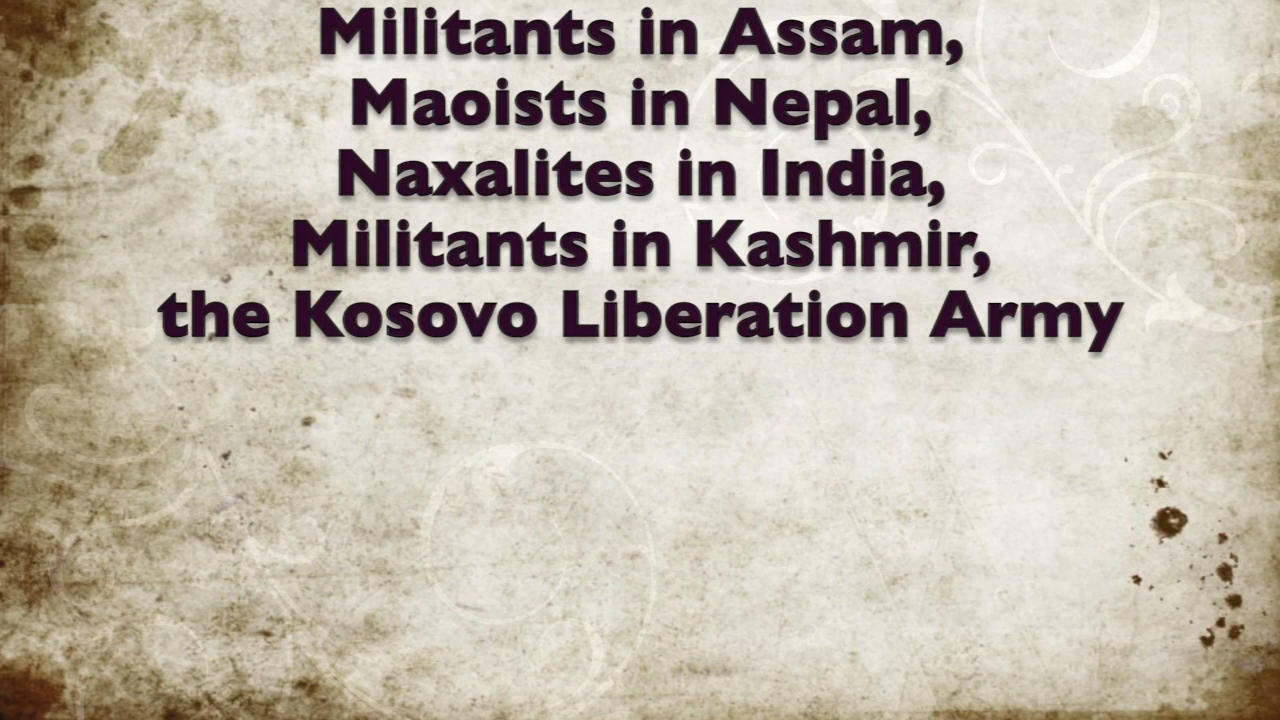 Militants in Assam,
Maoists in Nepal,
Naxalites in India,
Militants in Kashmir,
the Kosovo Liberation Army